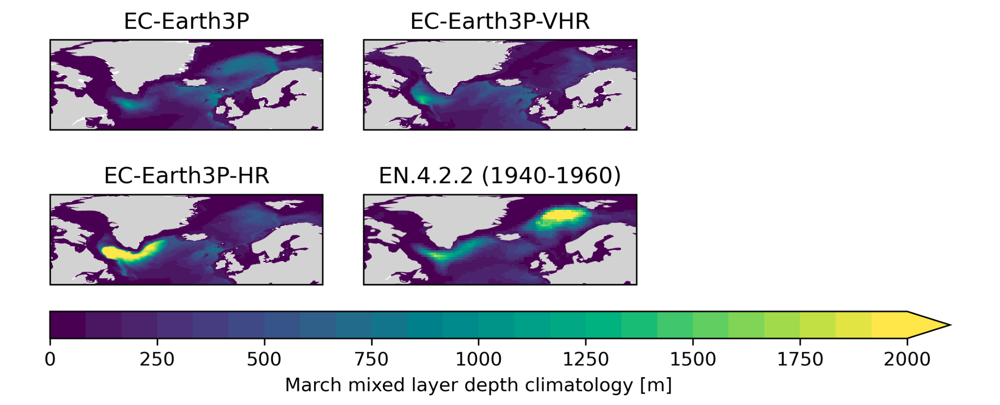 EC-Earth3P
EC-Earth3P-VHR
EC-Earth3P-HR
EN.4.2.2 (1940-1960)
0 250 500 750 1000 1250 1500 1750 2000
March mixed layer depth climatology [m]